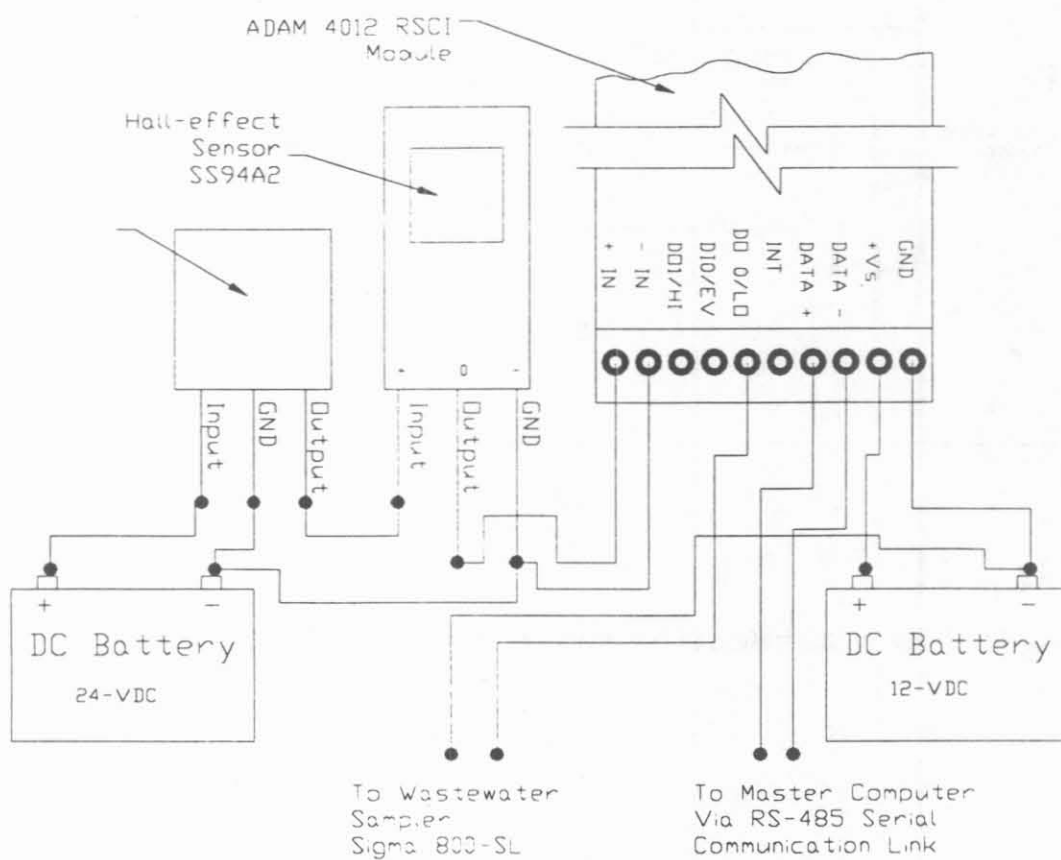 ADAM 4012 RSCI
Module
Hall-effect
Sensor
SS94A2
+ IN
- IN
DO1/HI
DIO/EV
DO 0/LO
INT
DATA +
DATA -
+Vs
GND
+ 0 -
Input
GND
Output
Input
Output
GND
+ -
DC Battery
24-VDC
+ -
DC Battery
12-VDC
To Wastewater
Sampler
Sigma 800-SL
To Master Computer
Via RS-485 Serial
Communication Link